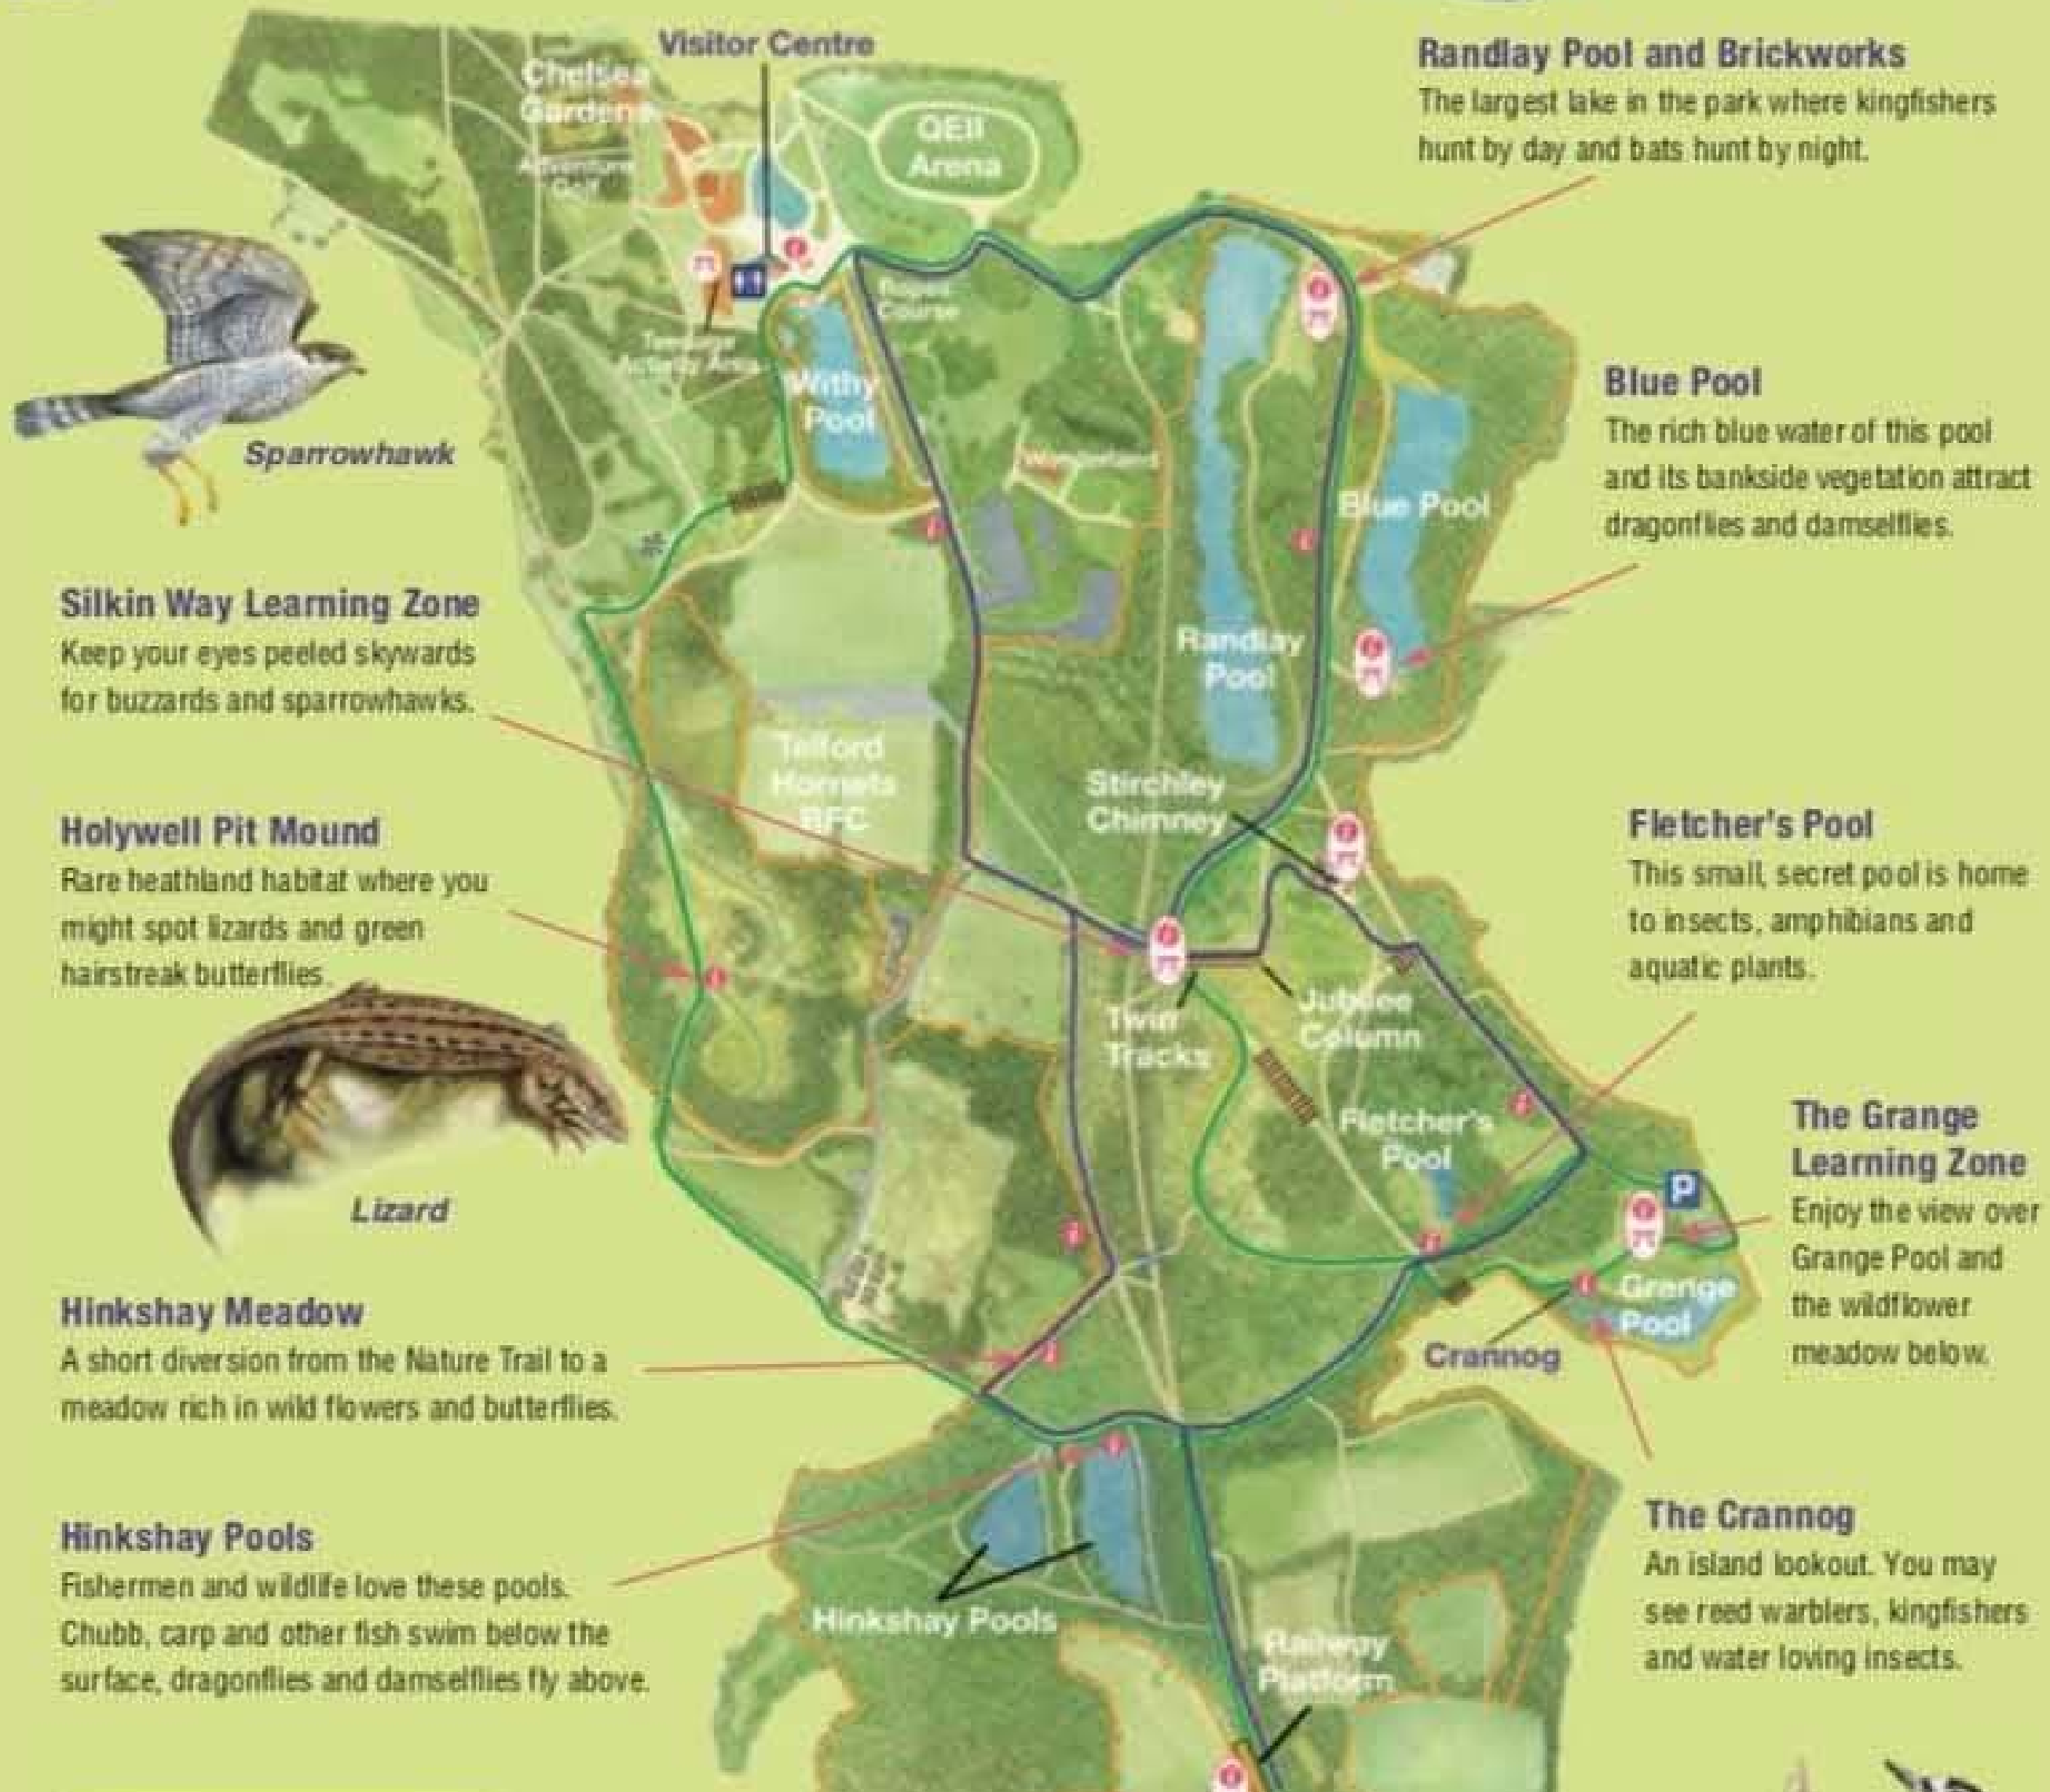 Visitor Centre
Chelsea
Gardens
Adventure
Golf
QEII
Arena
Randlay Pool and Brickworks
The largest lake in the park where kingfishers
hunt by day and bats hunt by night.
Course
Activity Area
Withy
Pool
Sparrowhawk
Blue Pool
The rich blue water of this pool
and its bankside vegetation attract
dragonflies and damselflies.
Blue Pool
Silkin Way Learning Zone
Keep your eyes peeled skywards
for buzzards and sparrowhawks.
Randlay
Pool
Telford
Hornets
RFC
Stirchley
Chimney
Holywell Pit Mound
Rare heathland habitat where you
might spot lizards and green
hairstreak butterflies.
Fletcher's Pool
This small, secret pool is home
to insects, amphibians and
aquatic plants.
Twin
Tracks
Jubilee
Column
Fletcher's
Pool
Lizard
The Grange
Learning Zone
Enjoy the view over
Grange Pool and
the wildflower
meadow below.
P
Grange
Pool
Crannog
Hinkshay Meadow
A short diversion from the Nature Trail to a
meadow rich in wild flowers and butterflies.
Hinkshay Pools
Fishermen and wildlife love these pools.
Chubb, carp and other fish swim below the
surface, dragonflies and damselflies fly above.
Hinkshay Pools
Railway
Platform
The Crannog
An island lookout. You may
see reed warblers, kingfishers
and water loving insects.